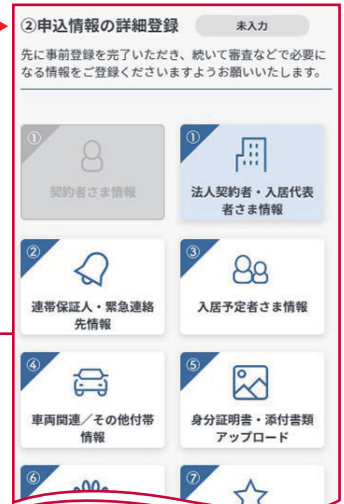 ②申込情報の詳細登録 未入力
先に事前登録を完了いただき、続いて審査などで必要に
なる情報をご登録くださいますようお願いいたします。
①
契約者さま情報
①
法人契約者・入居代表
者さま情報
②
連帯保証人・緊急連絡
先情報
③
入居予定者さま情報
④
車両関連／その他付帯
情報
⑤
身分証明書・添付書類
アップロード
⑥
⑦